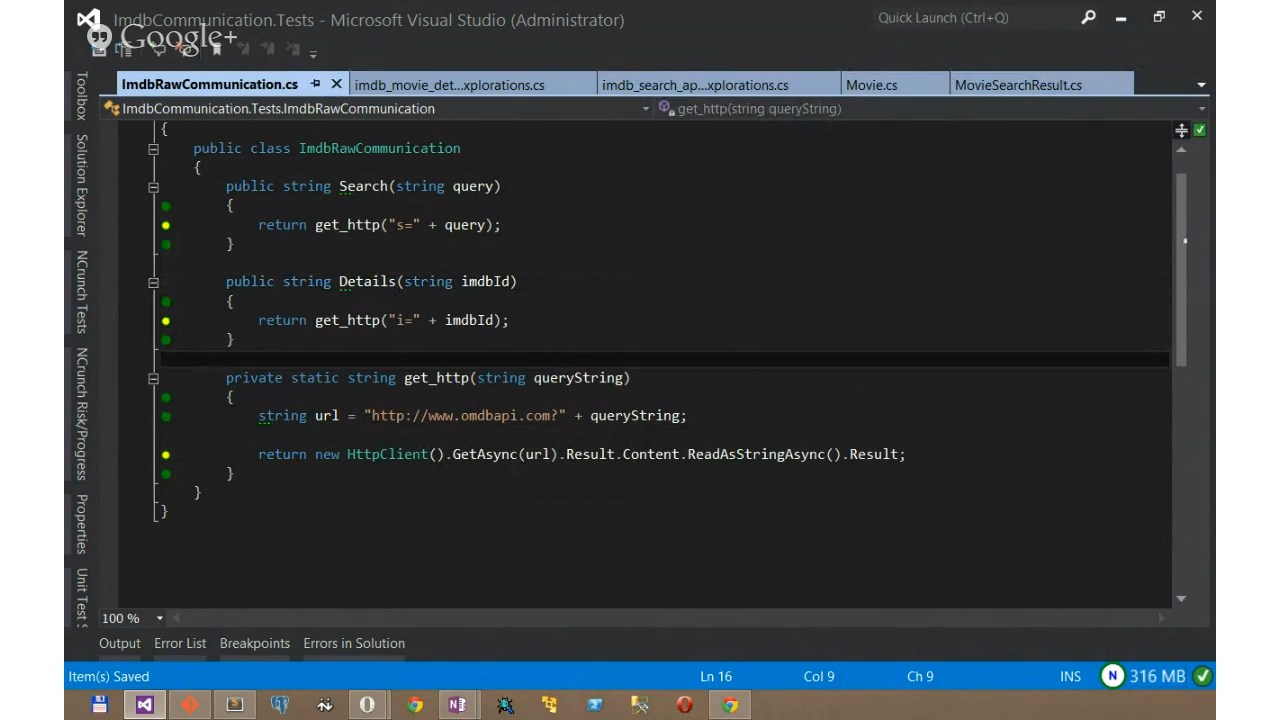 ImdbCommunication.Tests - Microsoft Visual Studio (Administrator)
Quick Launch (Ctrl+Q)
Google+
ImdbRawCommunication.cs
imdb_movie_det...xplorations.cs
imdb_search_ap...xplorations.cs
Movie.cs
MovieSearchResult.cs
ImdbCommunication.Tests.ImdbRawCommunication
get_http(string queryString)
Toolbox
Solution Explorer
NCrunch Tests
NCrunch Risk/Progress
Properties
Unit Test S
{
public class ImdbRawCommunication
{
public string Search(string query)
{
return get_http("s=" + query);
}
public string Details(string imdbId)
{
return get_http("i=" + imdbId);
}
private static string get_http(string queryString)
{
string url = "http://www.omdbapi.com?" + queryString;
return new HttpClient().GetAsync(url).Result.Content.ReadAsStringAsync().Result;
}
}
}
100 %
Output
Error List
Breakpoints
Errors in Solution
Item(s) Saved
Ln 16
Col 9
Ch 9
INS
N
316 MB